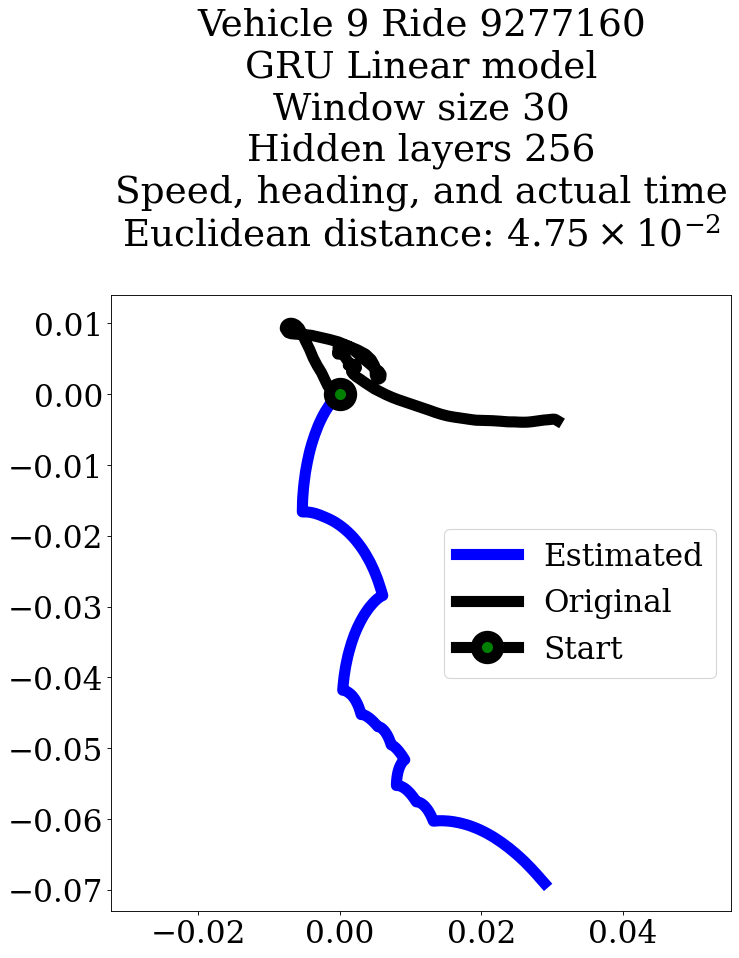 Vehicle 9 Ride 9277160
GRU Linear model
Window size 30
Hidden layers 256
Speed, heading, and actual time
Euclidean distance: 4.75 × 10⁻²
0.01
0.00
−0.01
−0.02
−0.03
−0.04
−0.05
−0.06
−0.07
Estimated
Original
Start
−0.02 0.00 0.02 0.04